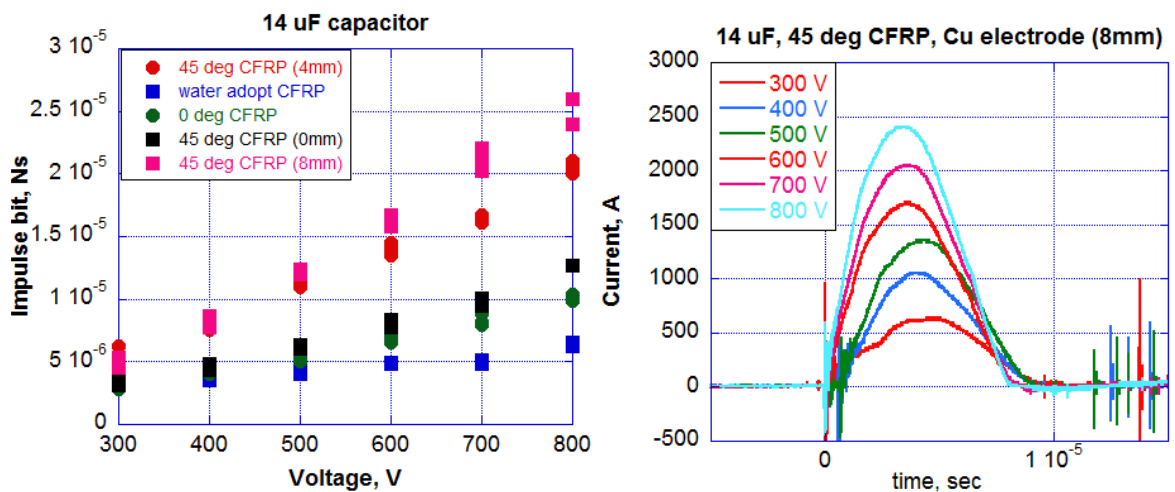 14 uF capacitor
3 10⁻⁵
2.5 10⁻⁵
2 10⁻⁵
1.5 10⁻⁵
1 10⁻⁵
5 10⁻⁶
0
Impulse bit, Ns
45 deg CFRP (4mm)
water adopt CFRP
0 deg CFRP
45 deg CFRP (0mm)
45 deg CFRP (8mm)
300 400 500 600 700 800
Voltage, V
14 uF, 45 deg CFRP, Cu electrode (8mm)
3000
2500
2000
1500
1000
500
0
-500
Current, A
300 V
400 V
500 V
600 V
700 V
800 V
0 1 10⁻⁵
time, sec